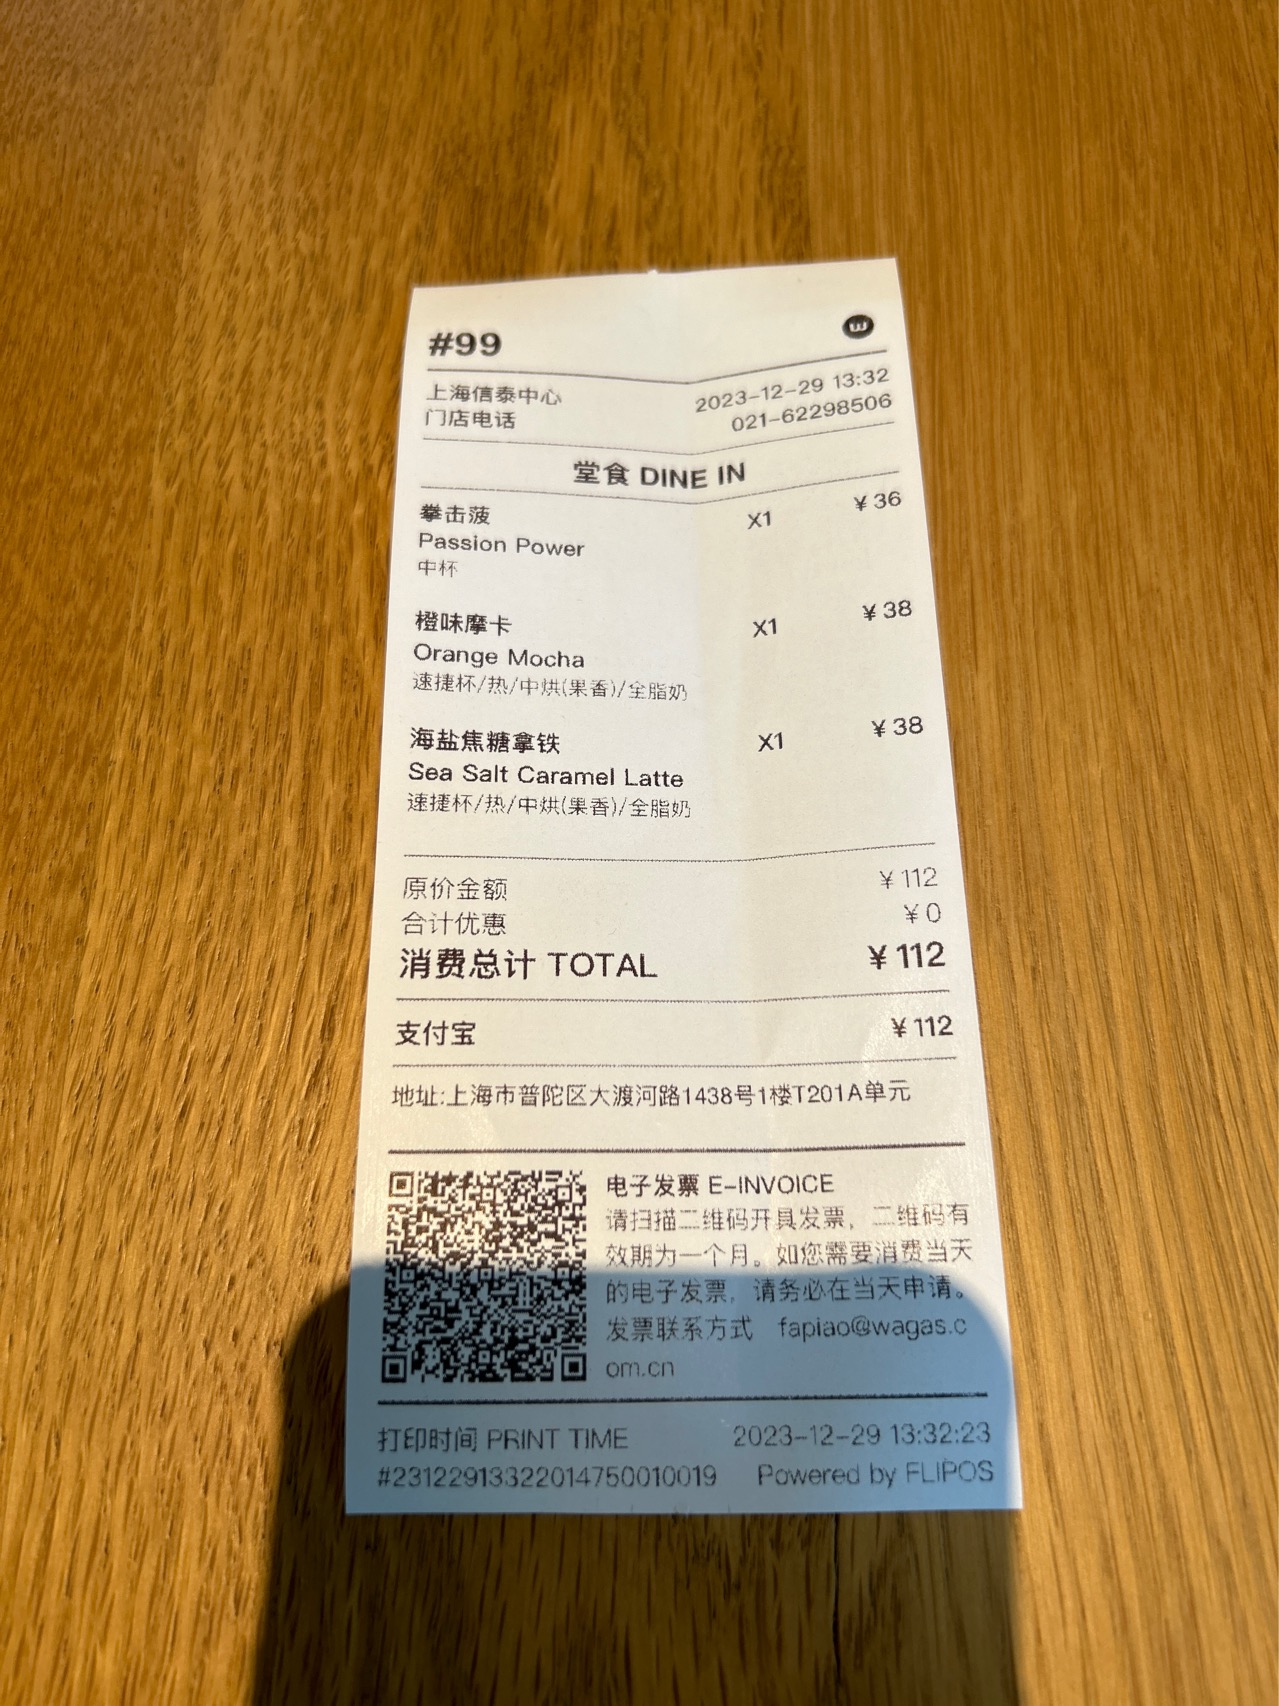 #99
上海信泰中心 2023-12-29 13:32
门店电话 021-62298506
堂食 DINE IN
拳击菠 X1 ¥36
Passion Power
中杯
橙味摩卡 X1 ¥38
Orange Mocha
速捷杯/热/中烘(果香)/全脂奶
海盐焦糖拿铁 X1 ¥38
Sea Salt Caramel Latte
速捷杯/热/中烘(果香)/全脂奶
原价金额 ¥112
合计优惠 ¥0
消费总计 TOTAL ¥112
支付宝 ¥112
地址:上海市普陀区大渡河路1438号1楼T201A单元
电子发票 E-INVOICE
请扫描二维码开具发票，二维码有
效期为一个月。如您需要消费当天
的电子发票，请务必在当天申请。
发票联系方式 fapiao@wagas.c
om.cn
打印时间 PRINT TIME 2023-12-29 13:32:23
#23122913322014750010019 Powered by FLIPOS